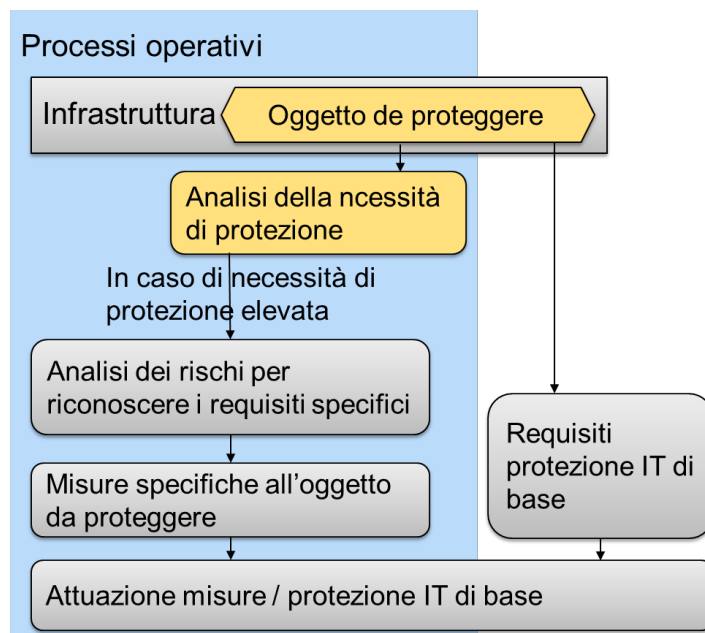 Processi operativi
Infrastruttura
Oggetto de proteggere
Analisi della ncessità
di protezione
In caso di necessità di
protezione elevata
Analisi dei rischi per
riconoscere i requisiti specifici
Requisiti
protezione IT di
base
Misure specifiche all’oggetto
da proteggere
Attuazione misure / protezione IT di base